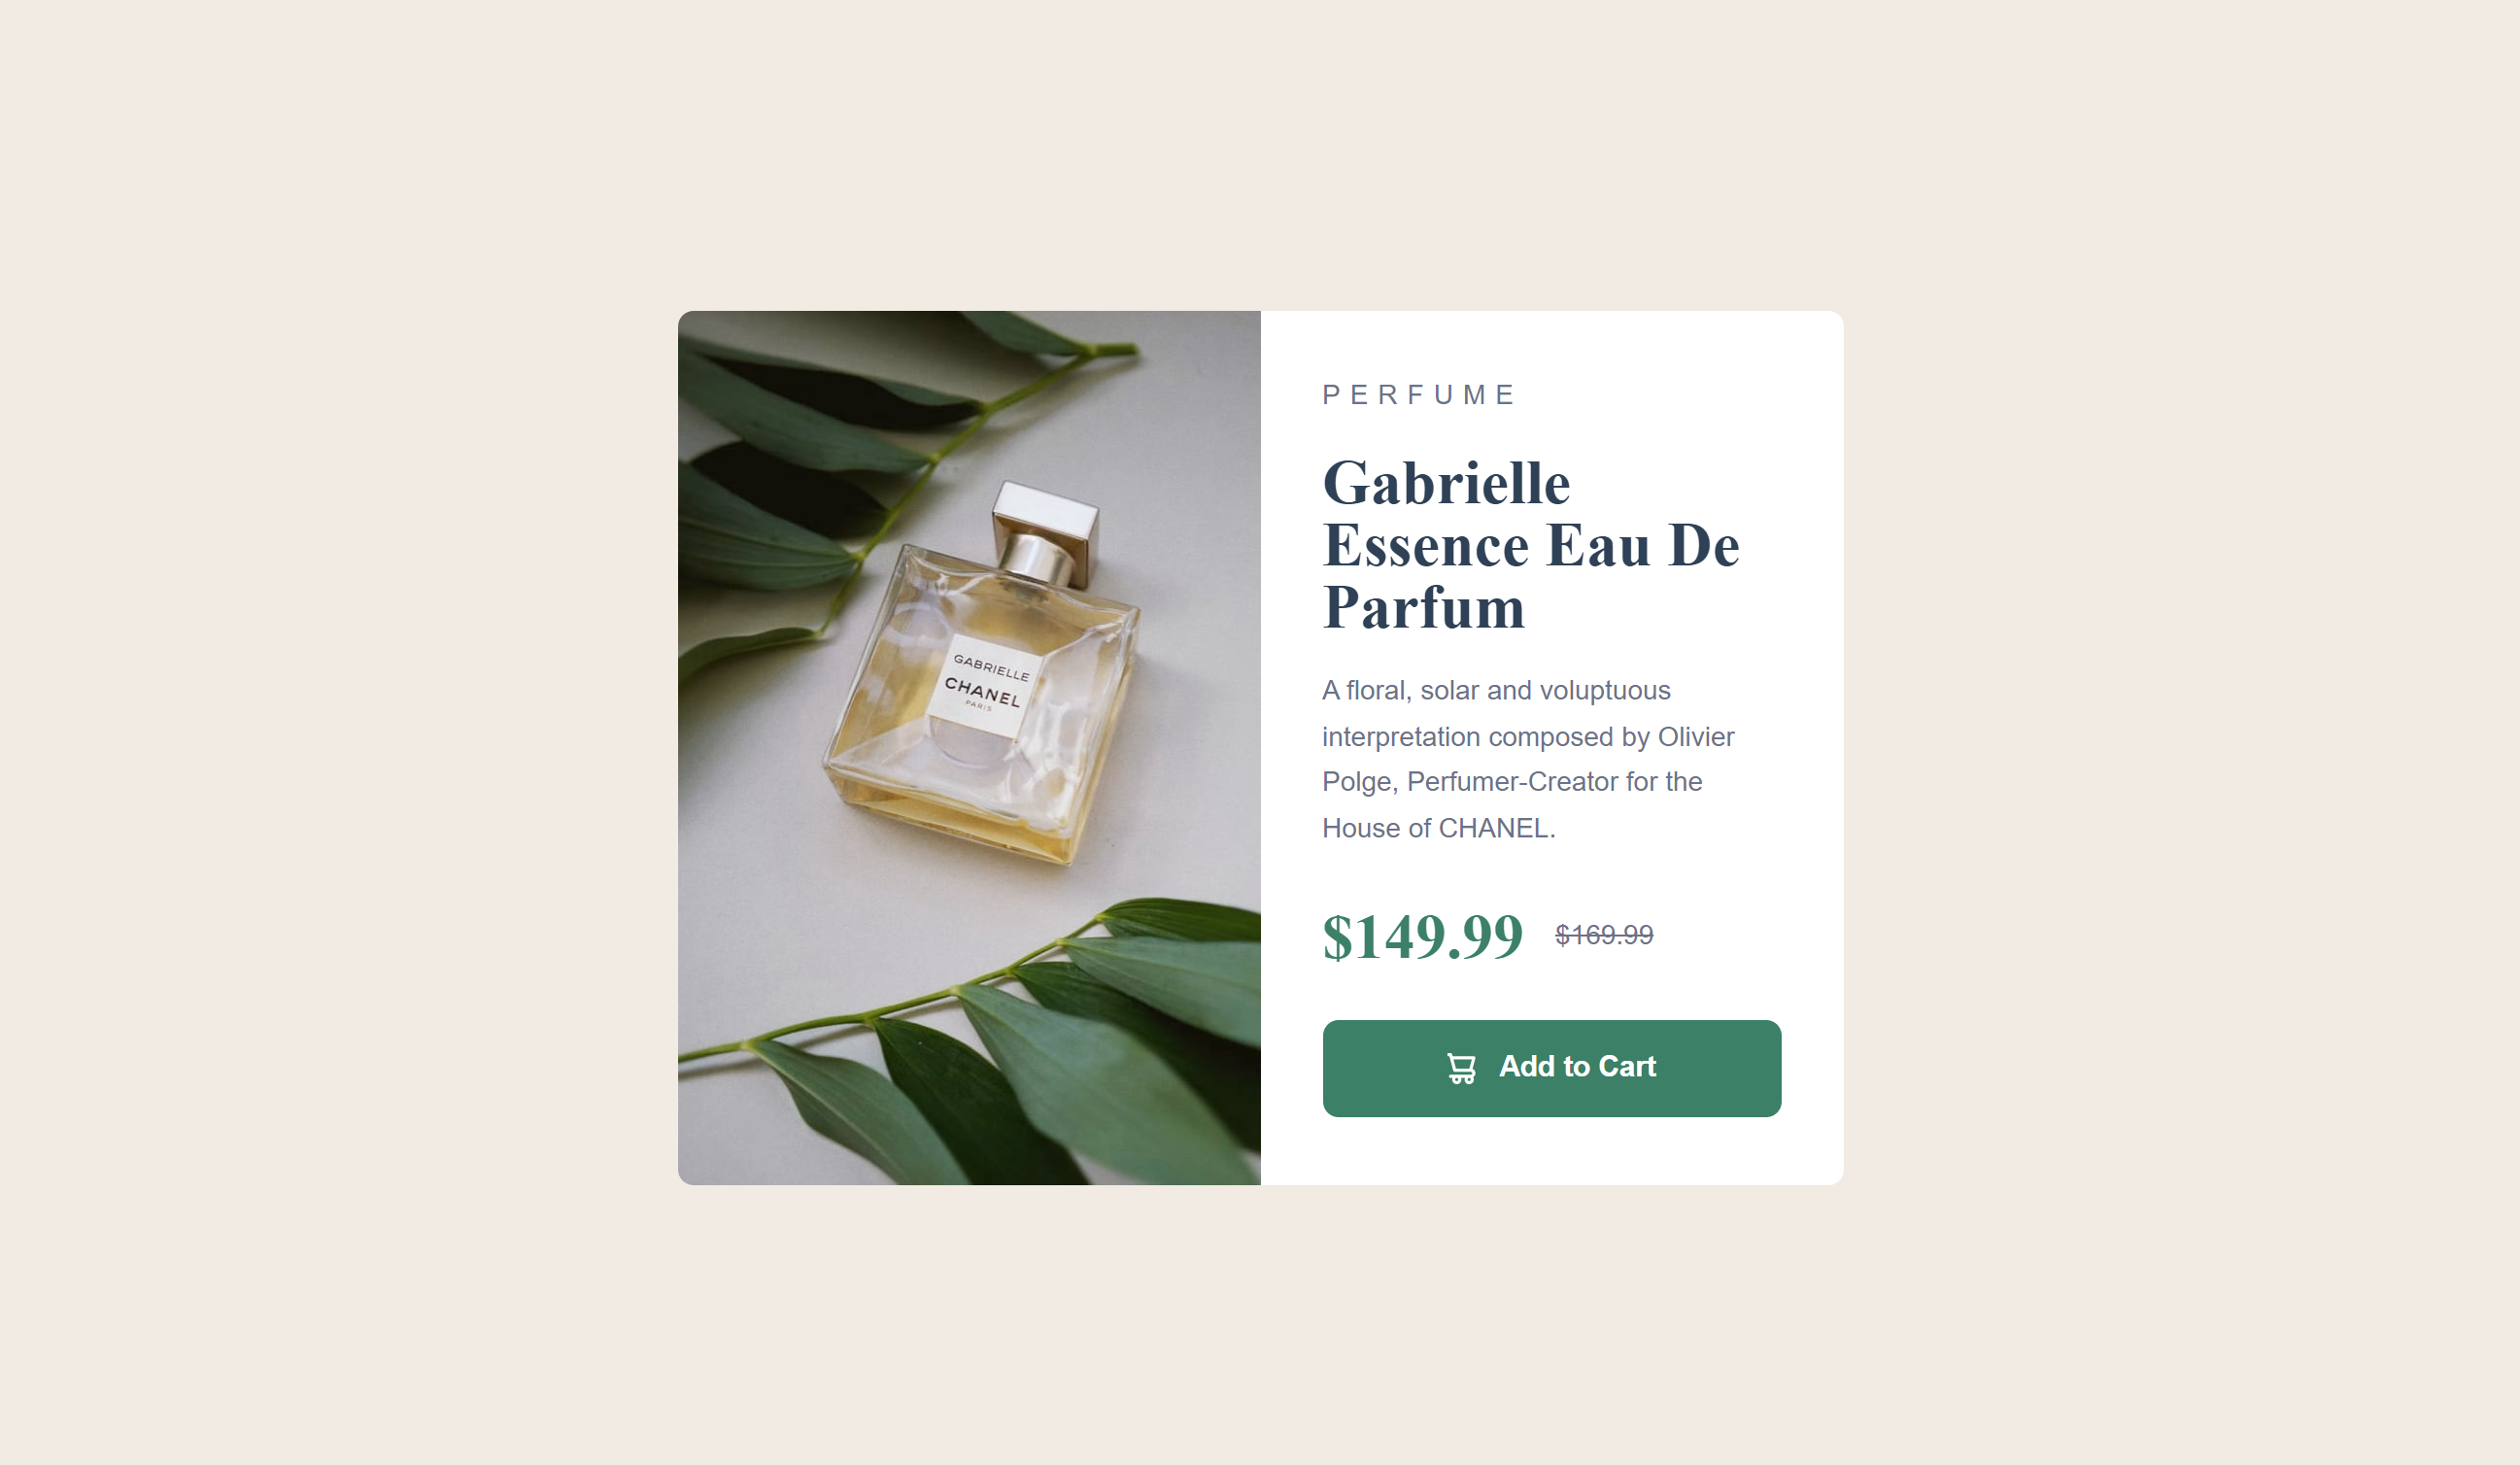 GABRIELLE
CHANEL
PARIS
PERFUME
Gabrielle
Essence Eau De
Parfum
A floral, solar and voluptuous
interpretation composed by Olivier
Polge, Perfumer-Creator for the
House of CHANEL.
$149.99 $169.99
Add to Cart